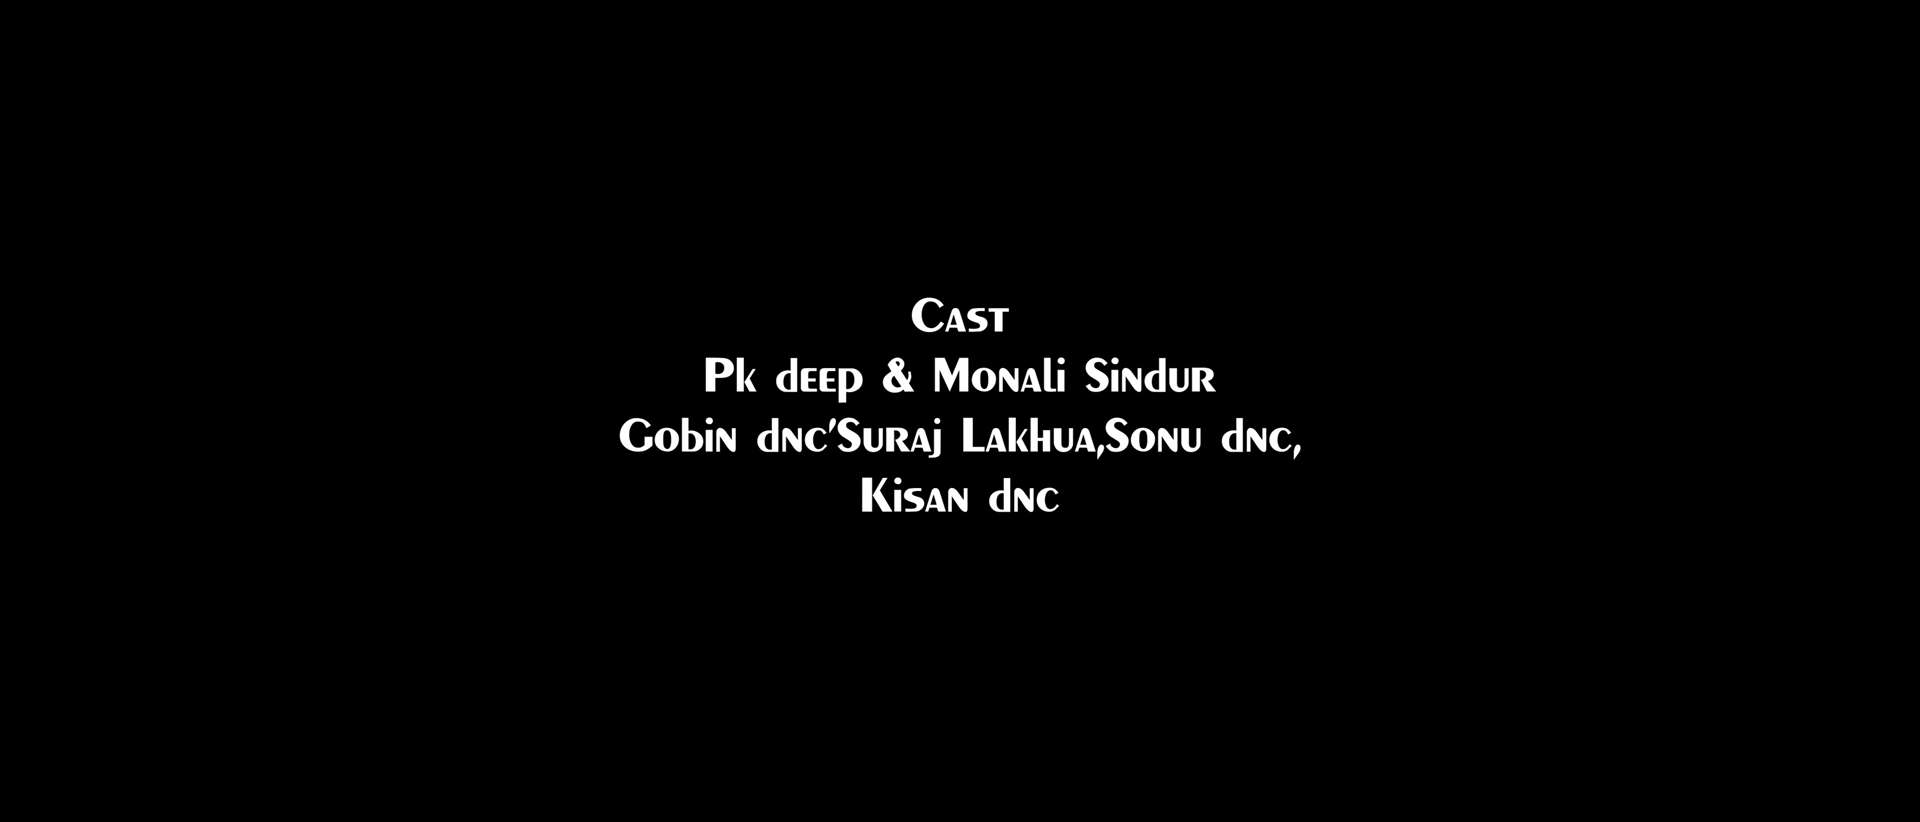 Cast
Pk deep & Monali Sindur
Gobin dnc'Suraj Lakhua,Sonu dnc,
Kisan dnc